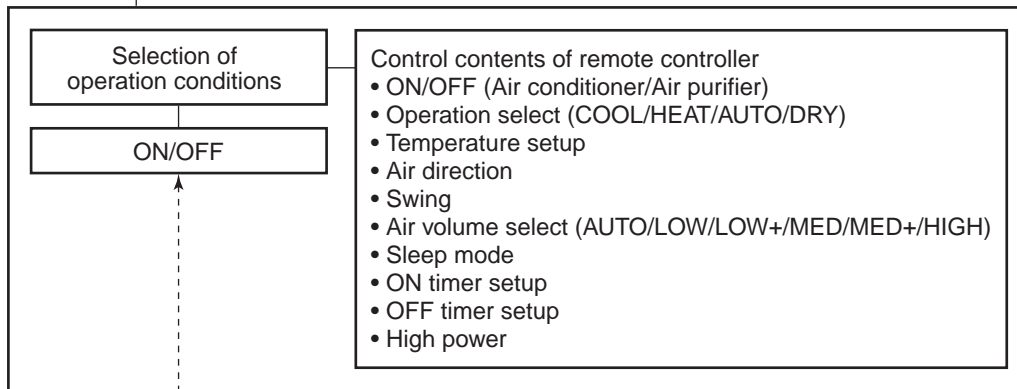 Selection of
operation conditions
ON/OFF
Control contents of remote controller
• ON/OFF (Air conditioner/Air purifier)
• Operation select (COOL/HEAT/AUTO/DRY)
• Temperature setup
• Air direction
• Swing
• Air volume select (AUTO/LOW/LOW+/MED/MED+/HIGH)
• Sleep mode
• ON timer setup
• OFF timer setup
• High power